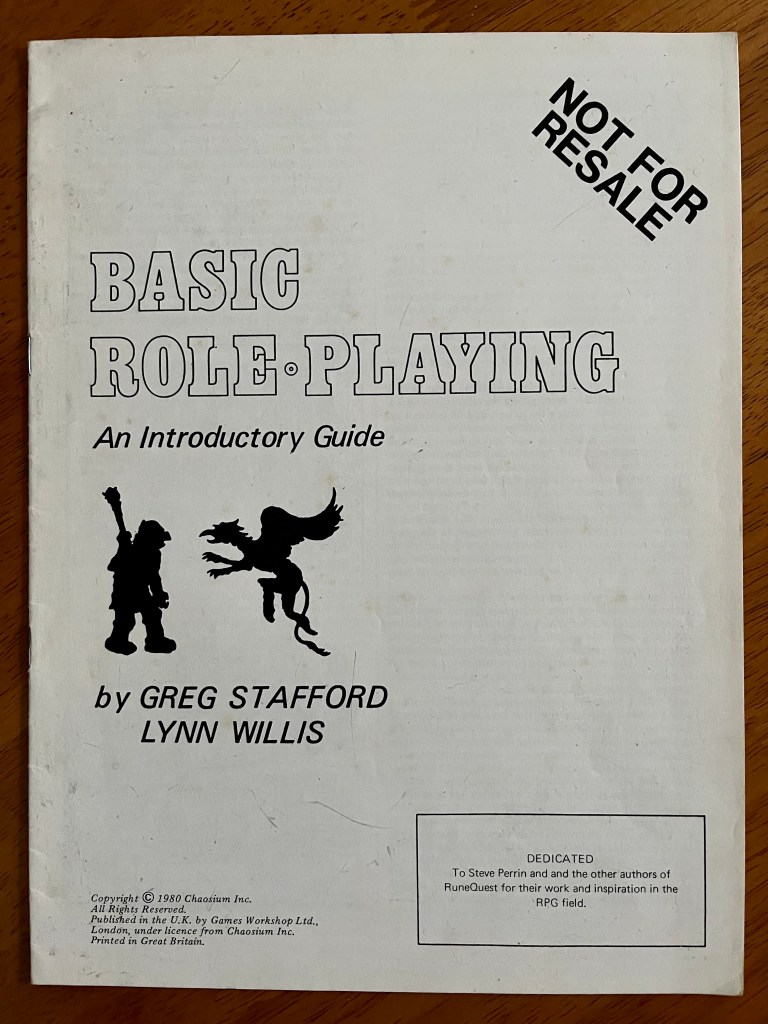 NOT FOR
RESALE
BASIC
ROLE·PLAYING
An Introductory Guide
by GREG STAFFORD
LYNN WILLIS
DEDICATED
To Steve Perrin and and the other authors of
RuneQuest for their work and inspiration in the
RPG field.
Copyright © 1980 Chaosium Inc.
All Rights Reserved.
Published in the U.K. by Games Workshop Ltd.,
London, under licence from Chaosium Inc.
Printed in Great Britain.